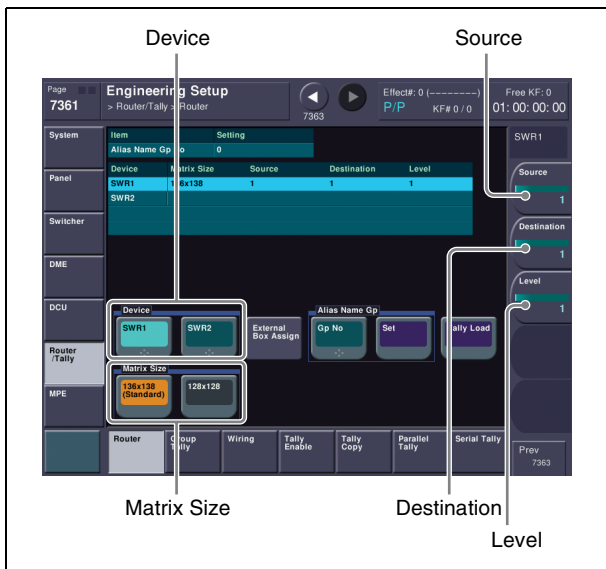 Device
Source
Page
7361
Engineering Setup
> Router/Tally > Router
7363
Effect#: 0 (--------)
P/P KF# 0 / 0
Free KF: 0
01: 00: 00: 00
System
Panel
Switcher
DME
DCU
Router
/Tally
MPE
Item Setting
Alias Name Gp No 0
Device Matrix Size Source Destination Level
SWR1 136x138 1 1 1
SWR2
SWR1
Source
1
Destination
1
Level
1
Device
SWR1 SWR2
External
Box Assign
Alias Name Gp
Gp No Set
Tally Load
Matrix Size
136x138
(Standard)
128x128
Router
Group
Tally
Wiring
Tally
Enable
Tally
Copy
Parallel
Tally
Serial Tally
Prev
7363
Matrix Size
Destination
Level